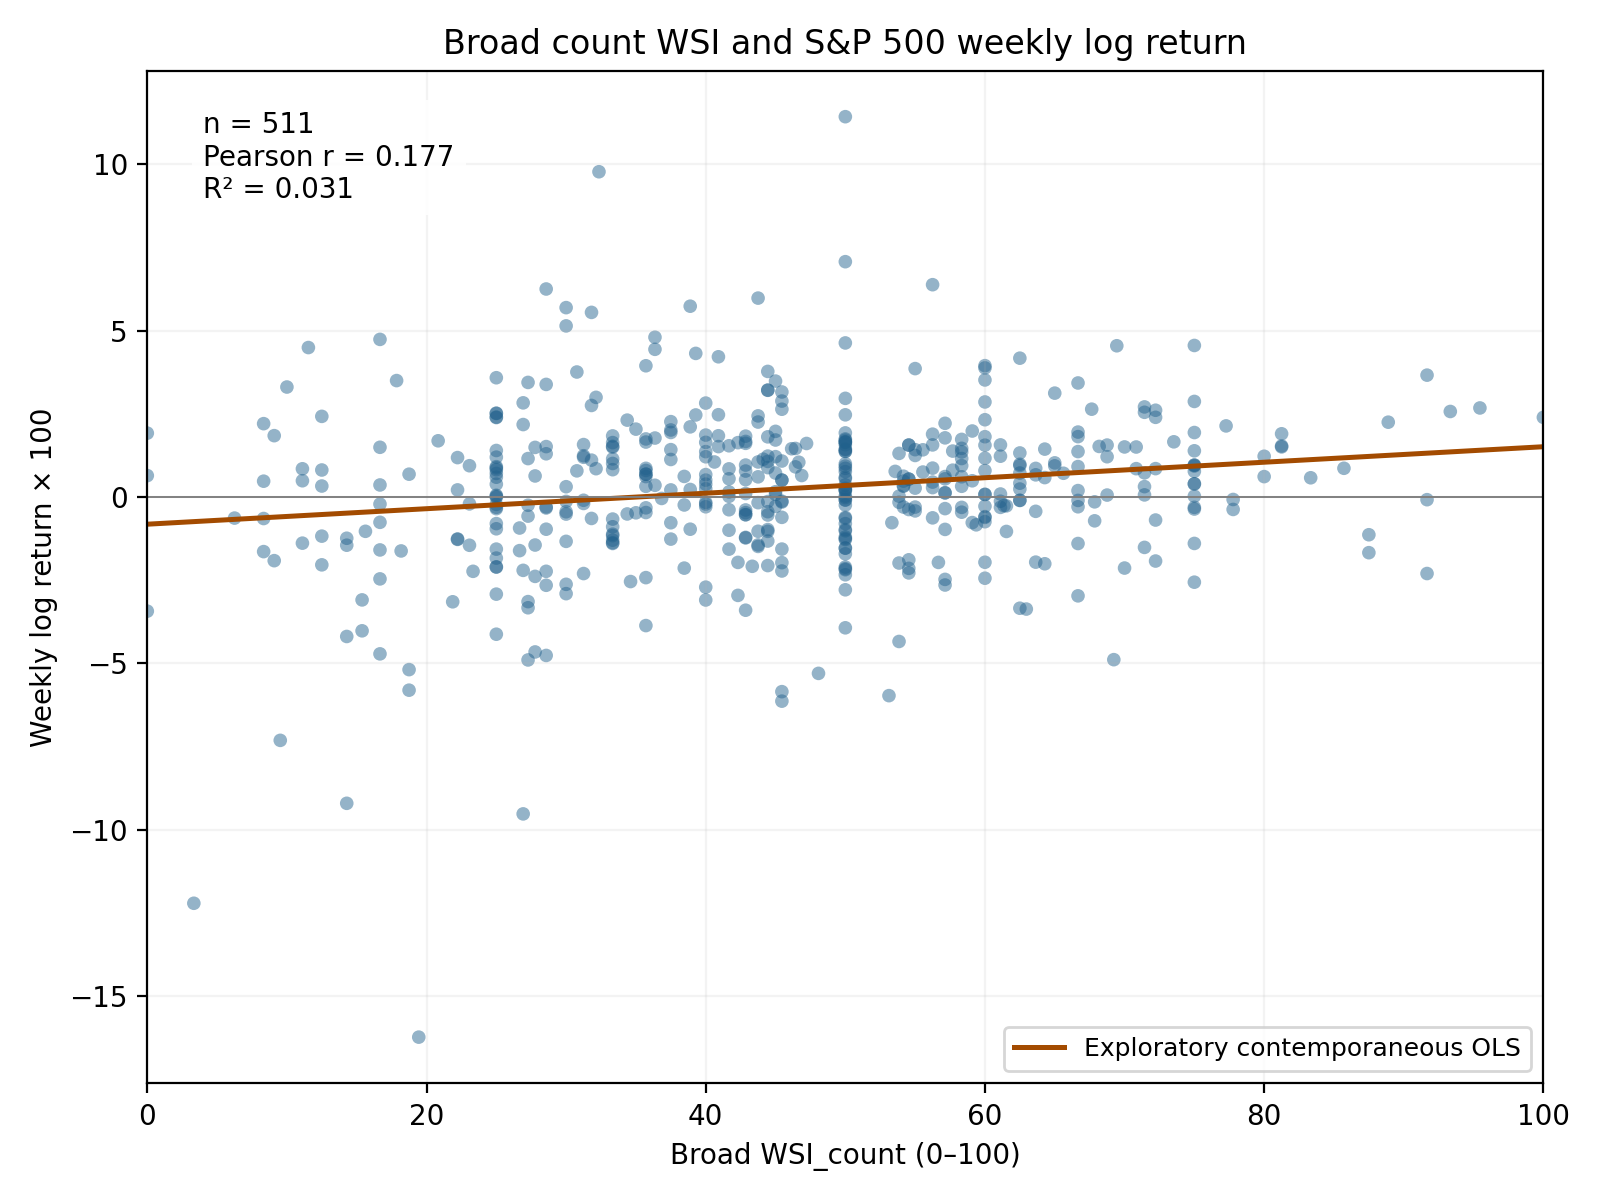 Broad count WSI and S&P 500 weekly log return
n = 511
Pearson r = 0.177
R² = 0.031
Weekly log return × 100
10
5
0
−5
−10
−15
Exploratory contemporaneous OLS
0 20 40 60 80 100
Broad WSI_count (0–100)